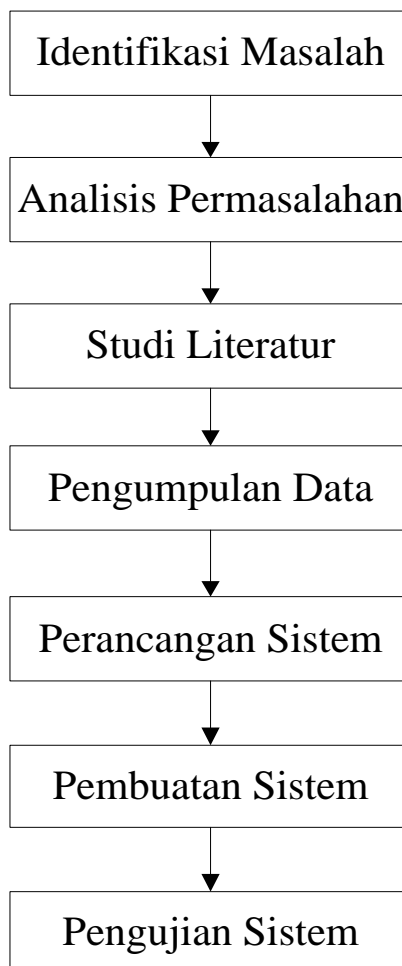 Identifikasi Masalah
Analisis Permasalahan
Studi Literatur
Pengumpulan Data
Perancangan Sistem
Pembuatan Sistem
Pengujian Sistem